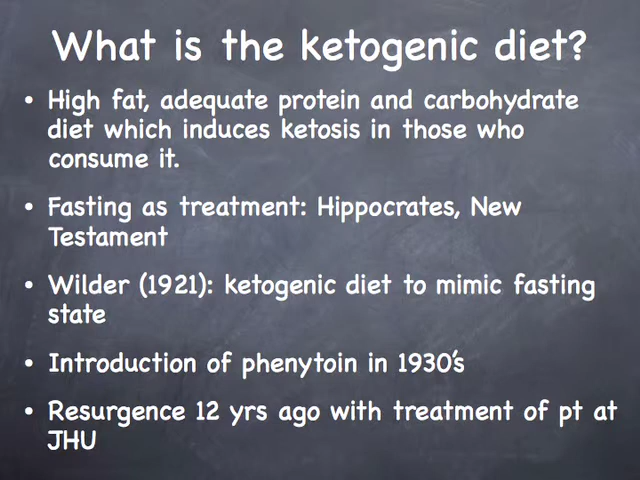 What is the ketogenic diet?
• High fat, adequate protein and carbohydrate
diet which induces ketosis in those who
consume it.
• Fasting as treatment: Hippocrates, New
Testament
• Wilder (1921): ketogenic diet to mimic fasting
state
• Introduction of phenytoin in 1930's
• Resurgence 12 yrs ago with treatment of pt at
JHU